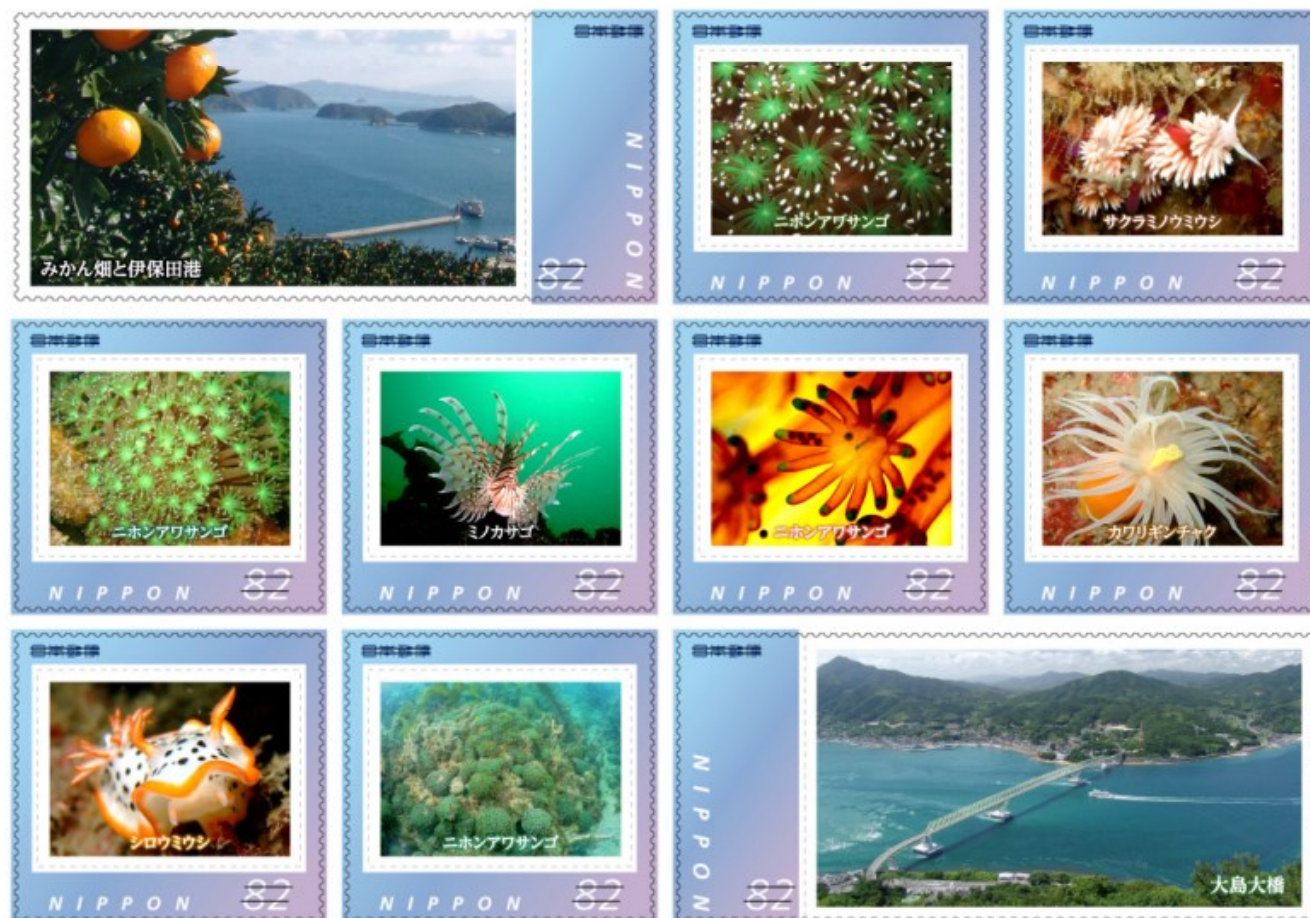 日本郵便
NIPPON
82
みかん畑と伊保田港
日本郵便
ニホンアワサンゴ
NIPPON
82
日本郵便
サクラミノウミウシ
NIPPON
82
日本郵便
ニホンアワサンゴ
NIPPON
82
日本郵便
ミノカサゴ
NIPPON
82
日本郵便
ニホンアワサンゴ
NIPPON
82
日本郵便
カワリギンチャク
NIPPON
82
日本郵便
シロウミウシ
NIPPON
82
日本郵便
ニホンアワサンゴ
NIPPON
82
日本郵便
NIPPON
82
大島大橋